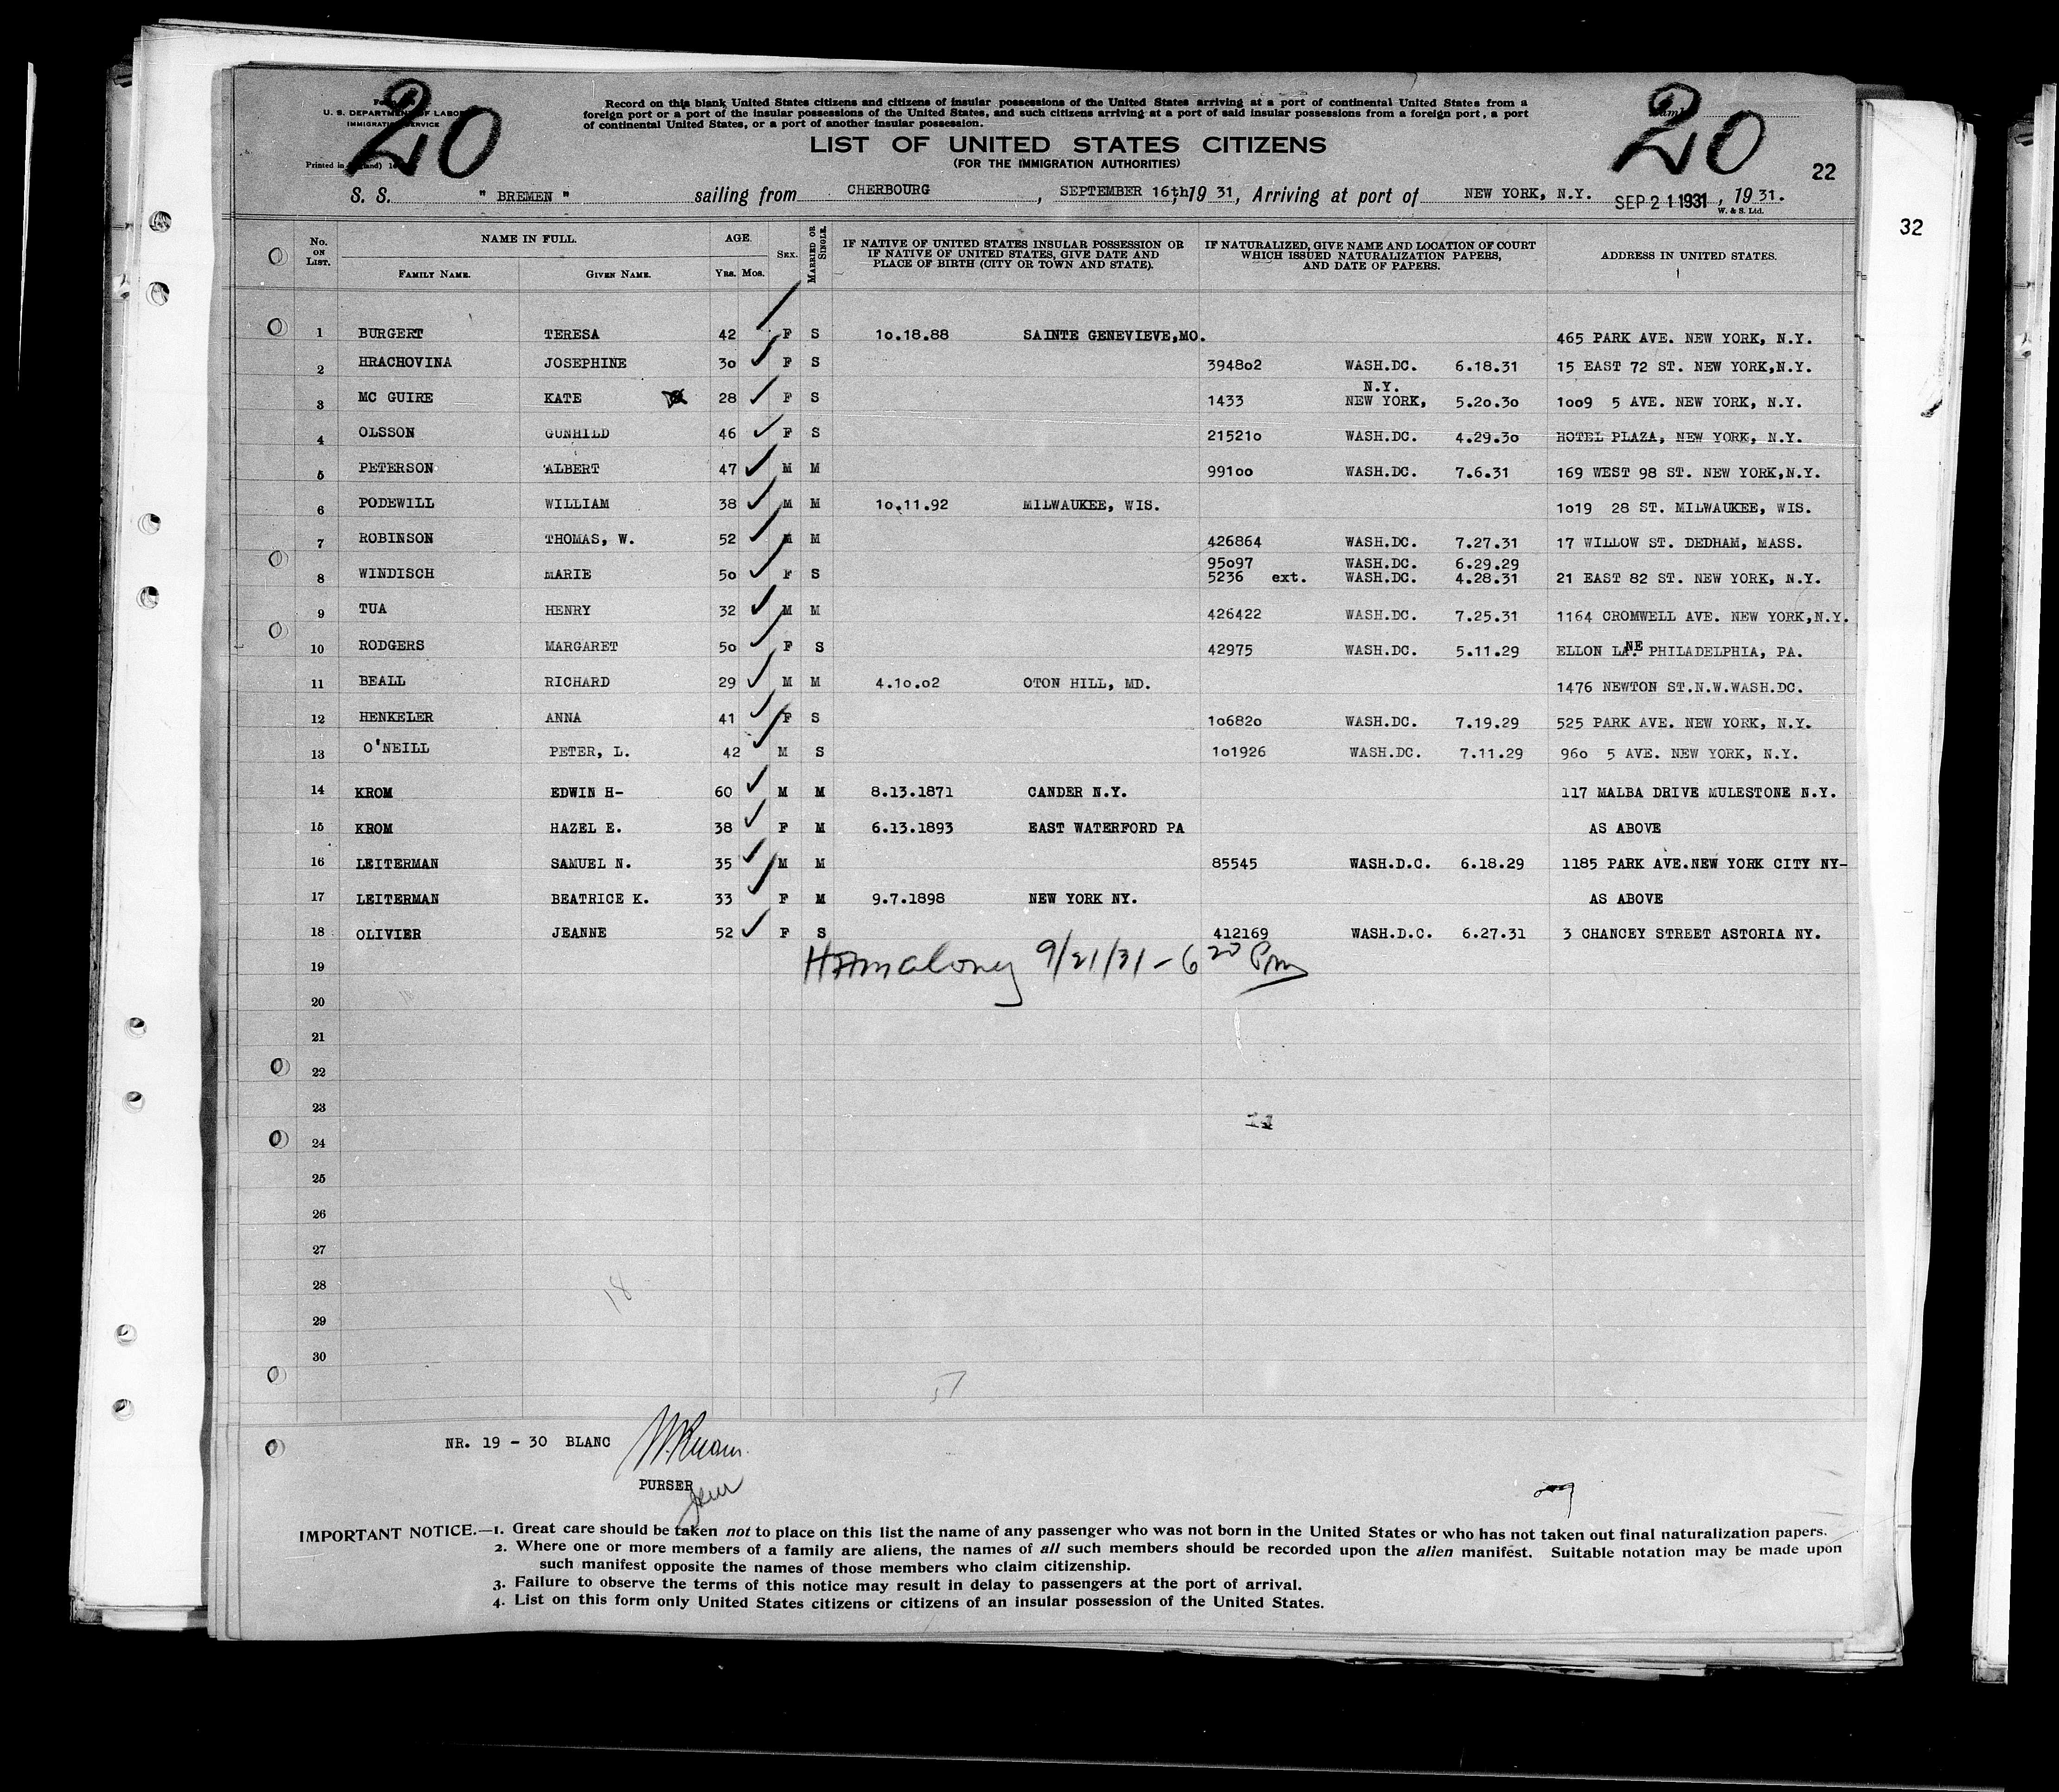 20
20
U. S. DEPARTMENT OF LABOR
IMMIGRATION SERVICE
Printed in
Record on this blank United States citizens and citizens of insular possessions of the United States arriving at a port of continental United States from a
foreign port or a port of the insular possessions of the United States, and such citizens arriving at a port of said insular possessions from a foreign port, a port
of continental United States, or a port of another insular possession.
LIST OF UNITED STATES CITIZENS
(FOR THE IMMIGRATION AUTHORITIES)
22
32
S. S. " BREMEN " sailing from CHERBOURG, SEPTEMBER 16th, 19 31, Arriving at port of NEW YORK, N.Y. SEP 21 1931, 19 31.
W. & S. Ltd.
No. ON LIST. NAME IN FULL. AGE. SEX. MARRIED OR SINGLE. IF NATIVE OF UNITED STATES INSULAR POSSESSION OR IF NATIVE OF UNITED STATES, GIVE DATE AND PLACE OF BIRTH (CITY OR TOWN AND STATE). IF NATURALIZED, GIVE NAME AND LOCATION OF COURT WHICH ISSUED NATURALIZATION PAPERS, AND DATE OF PAPERS. ADDRESS IN UNITED STATES.
FAMILY NAME. GIVEN NAME. YRS. MOS.
1 BURGERT TERESA 42 F S 10.18.88 SAINTE GENEVIEVE,MO. 465 PARK AVE. NEW YORK, N.Y.
2 HRACHOVINA JOSEPHINE 30 F S 394802 WASH.DC. 6.18.31 15 EAST 72 ST. NEW YORK,N.Y.
N.Y.
3 MC GUIRE KATE 28 F S 1433 NEW YORK, 5.20.30 1009 5 AVE. NEW YORK, N.Y.
4 OLSSON GUNHILD 46 F S 215210 WASH.DC. 4.29.30 HOTEL PLAZA, NEW YORK, N.Y.
5 PETERSON ALBERT 47 M M 99100 WASH.DC. 7.6.31 169 WEST 98 ST. NEW YORK,N.Y.
6 PODEWILL WILLIAM 38 M M 10.11.92 MILWAUKEE, WIS. 1019 28 ST. MILWAUKEE, WIS.
7 ROBINSON THOMAS, W. 52 M M 426864 WASH.DC. 7.27.31 17 WILLOW ST. DEDHAM, MASS.
95097 WASH.DC. 6.29.29
8 WINDISCH MARIE 50 F S 5236 ext. WASH.DC. 4.28.31 21 EAST 82 ST. NEW YORK, N.Y.
9 TUA HENRY 32 M M 426422 WASH.DC. 7.25.31 1164 CROMWELL AVE. NEW YORK,N.Y.
10 RODGERS MARGARET 50 F S 42975 WASH.DC. 5.11.29 ELLON LANE PHILADELPHIA, PA.
11 BEALL RICHARD 29 M M 4.10.02 OTON HILL, MD. 1476 NEWTON ST.N.W.WASH.DC.
12 HENKELER ANNA 41 F S 106820 WASH.DC. 7.19.29 525 PARK AVE. NEW YORK, N.Y.
13 O'NEILL PETER, L. 42 M S 101926 WASH.DC. 7.11.29 960 5 AVE. NEW YORK, N.Y.
14 KROM EDWIN H- 60 M M 8.13.1871 CANDER N.Y. 117 MALBA DRIVE MULESTONE N.Y.
15 KROM HAZEL E. 38 F M 6.13.1893 EAST WATERFORD PA AS ABOVE
16 LEITERMAN SAMUEL N. 35 M M 85545 WASH.D.C. 6.18.29 1185 PARK AVE.NEW YORK CITY NY-
17 LEITERMAN BEATRICE K. 33 F M 9.7.1898 NEW YORK NY. AS ABOVE
18 OLIVIER JEANNE 52 F S 412169 WASH.D.C. 6.27.31 3 CHANCEY STREET ASTORIA NY.
19 9/21/31 - 6 20 Pm
20
21
22
23
24
25
26
27
28
18
29
30
NR. 19 - 30 BLANC
PURSER
IMPORTANT NOTICE.—1. Great care should be taken not to place on this list the name of any passenger who was not born in the United States or who has not taken out final naturalization papers.
2. Where one or more members of a family are aliens, the names of all such members should be recorded upon the alien manifest. Suitable notation may be made upon
such manifest opposite the names of those members who claim citizenship.
3. Failure to observe the terms of this notice may result in delay to passengers at the port of arrival.
4. List on this form only United States citizens or citizens of an insular possession of the United States.